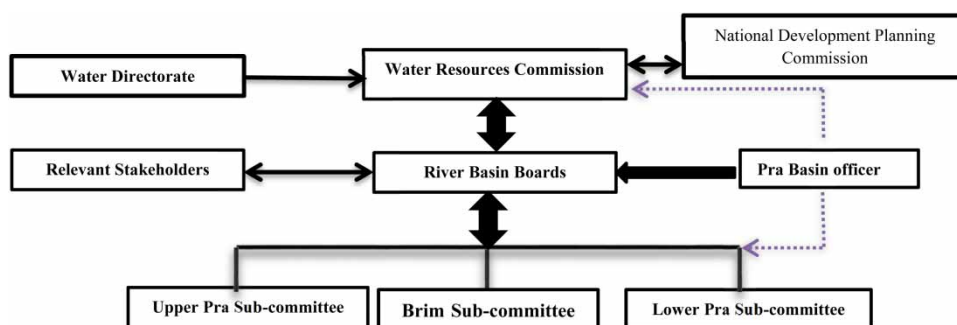 National Development Planning
Commission
Water Directorate
Water Resources Commission
Relevant Stakeholders
River Basin Boards
Pra Basin officer
Upper Pra Sub-committee
Brim Sub-committee
Lower Pra Sub-committee